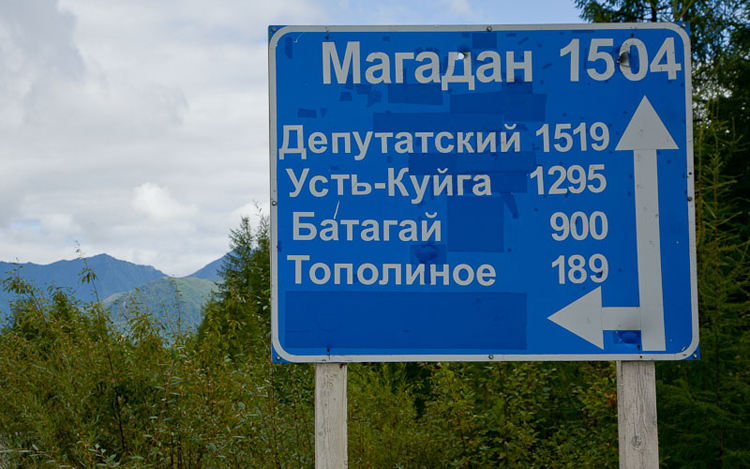 Магадан 1504
Депутатский 1519
Усть-Куйга 1295
Батагай 900
Тополиное 189